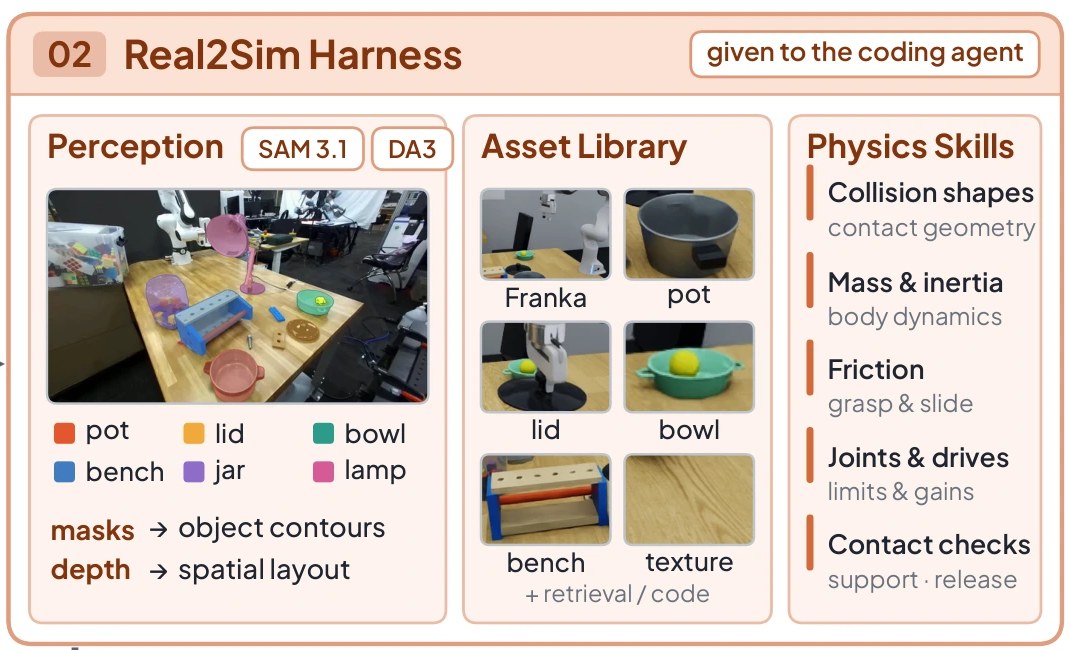 02 Real2Sim Harness
given to the coding agent
Perception
SAM 3.1
DA3
pot
lid
bowl
bench
jar
lamp
masks → object contours
depth → spatial layout
Asset Library
Franka
pot
lid
bowl
bench
texture
+ retrieval / code
Physics Skills
Collision shapes
contact geometry
Mass & inertia
body dynamics
Friction
grasp & slide
Joints & drives
limits & gains
Contact checks
support · release